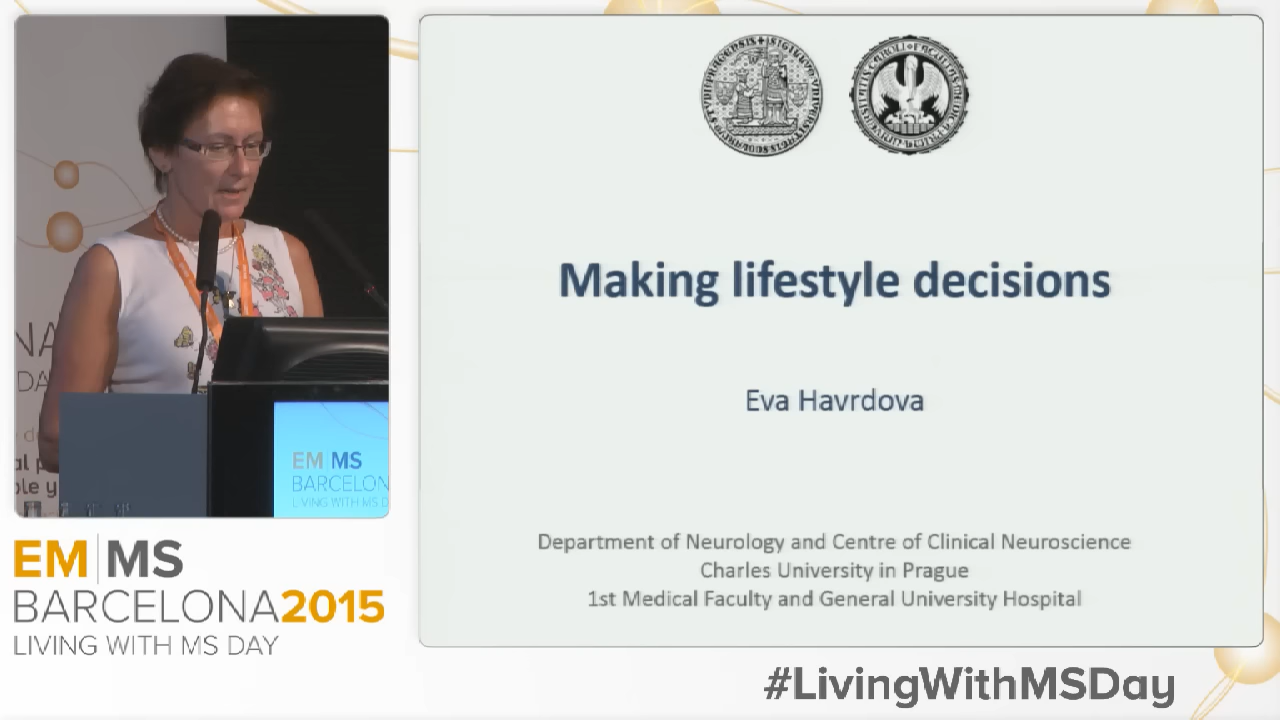 Making lifestyle decisions
Eva Havrdova
Department of Neurology and Centre of Clinical Neuroscience
Charles University in Prague
1st Medical Faculty and General University Hospital
EM MS
BARCELON
LIVING WITH MS D
EM|MS
BARCELONA2015
LIVING WITH MS DAY
#LivingWithMSDay